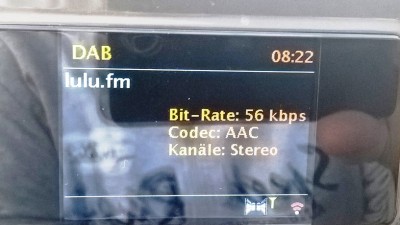 DAB
08:22
lulu.fm
Bit-Rate: 56 kbps
Codec: AAC
Kanäle: Stereo